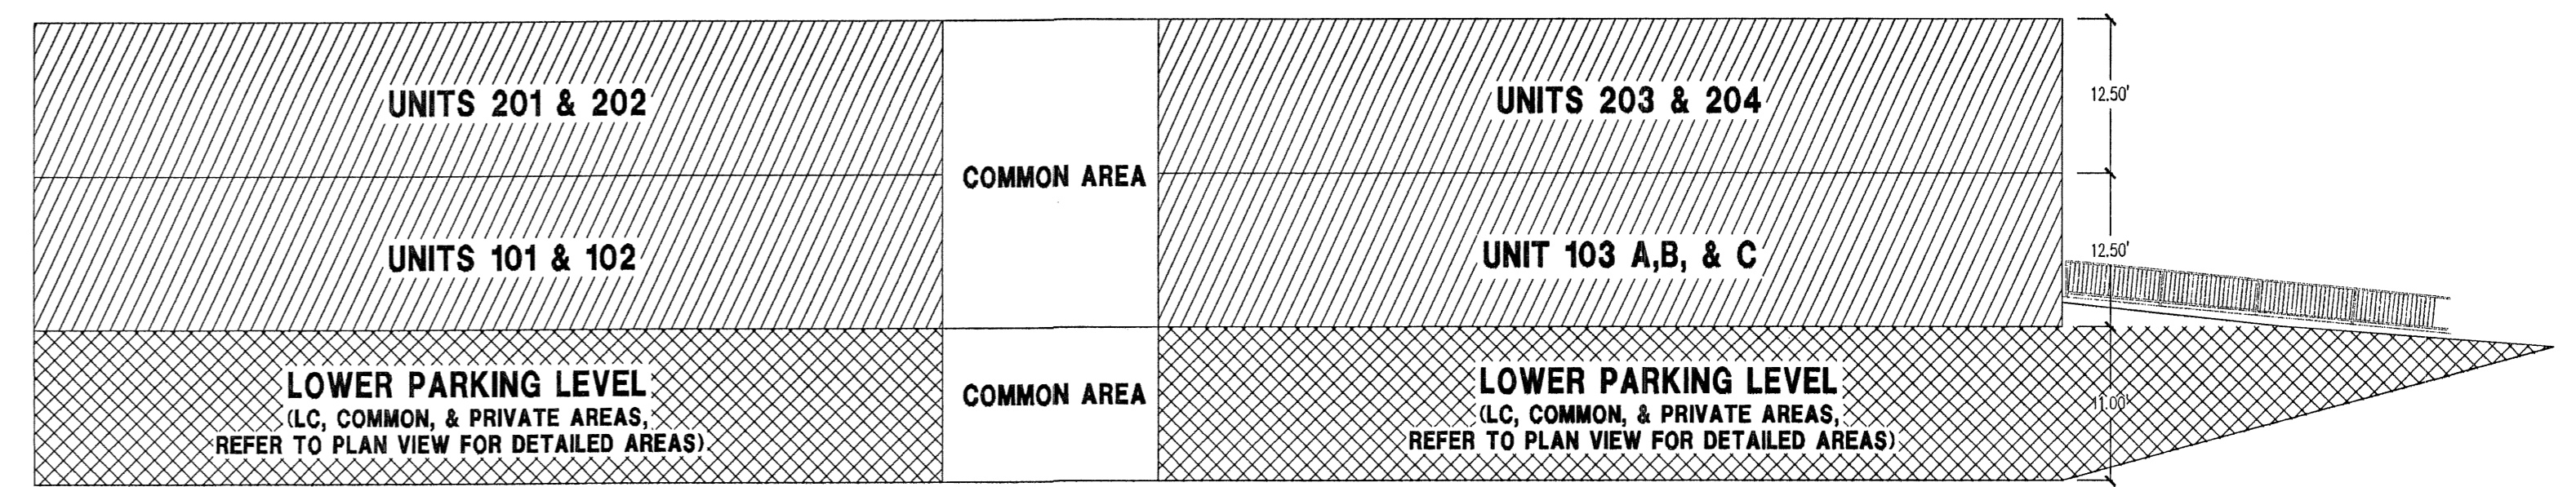 UNITS 201 & 202
UNITS 203 & 204
12.50'
COMMON AREA
UNITS 101 & 102
UNIT 103 A,B, & C
12.50'
LOWER PARKING LEVEL
(LC, COMMON, & PRIVATE AREAS,
REFER TO PLAN VIEW FOR DETAILED AREAS)
COMMON AREA
LOWER PARKING LEVEL
(LC, COMMON, & PRIVATE AREAS,
REFER TO PLAN VIEW FOR DETAILED AREAS)
11.00'